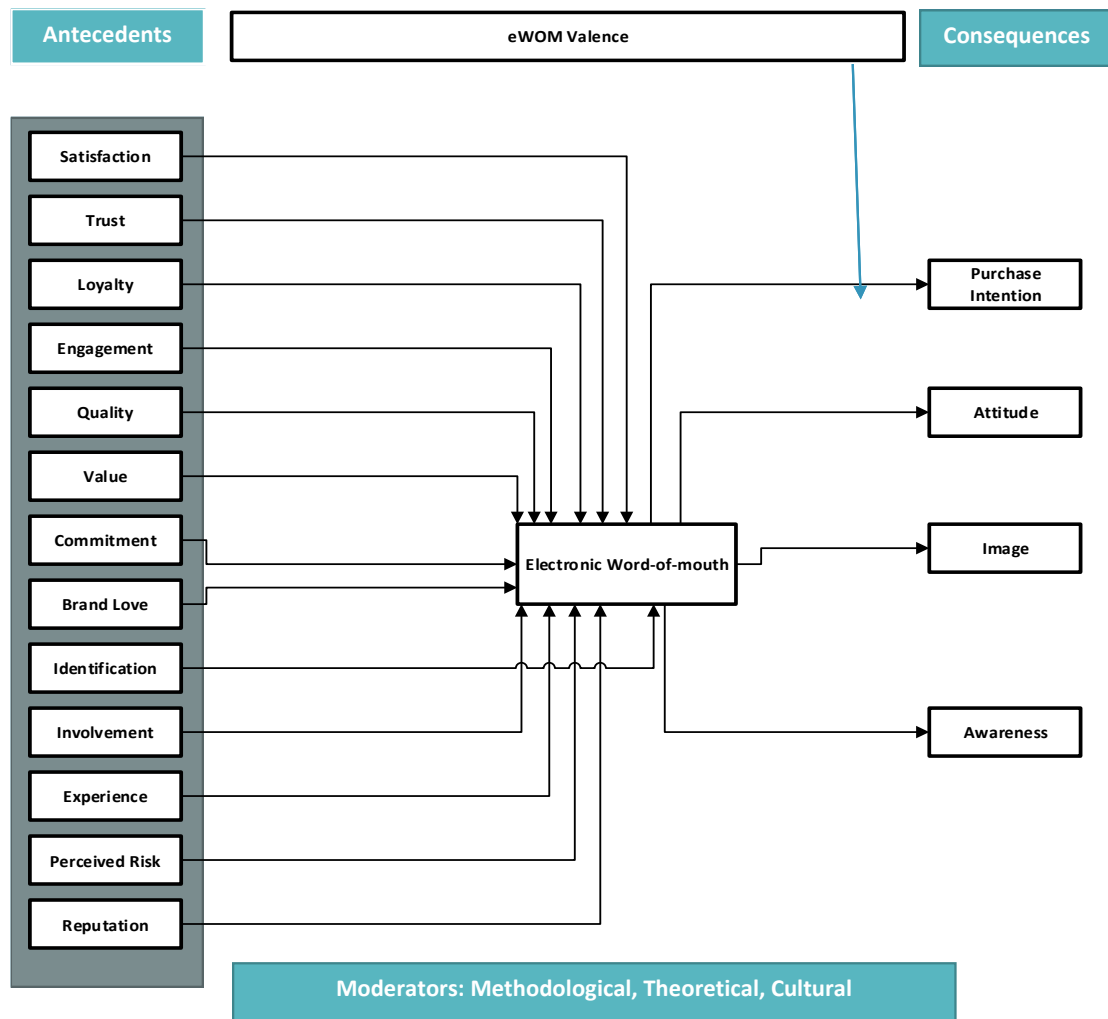 Antecedents
eWOM Valence
Consequences
Satisfaction
Trust
Loyalty
Engagement
Quality
Value
Commitment
Brand Love
Identification
Involvement
Experience
Perceived Risk
Reputation
Electronic Word-of-mouth
Purchase
Intention
Attitude
Image
Awareness
Moderators: Methodological, Theoretical, Cultural